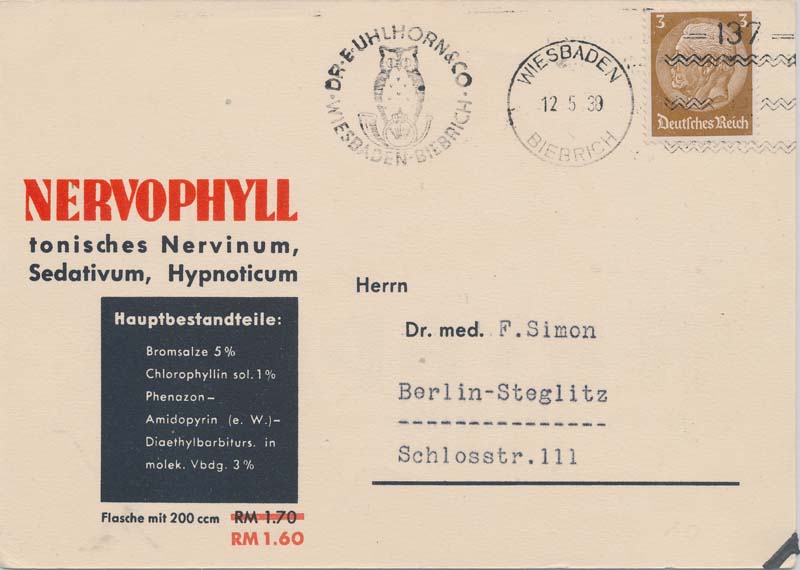 DR·E·UHLHORN&CO·
WIESBADEN-BIEBRICH·
WIESBADEN
12 5 39
BIEBRICH
3 3
137
Deutsches Reich
NERVOPHYLL
tonisches Nervinum,
Sedativum, Hypnoticum
Hauptbestandteile:
Bromsalze 5%
Chlorophyllin sol. 1%
Phenazon–
Amidopyrin (e. W.)–
Diaethylbarbiturs. in
molek. Vbdg. 3%
Flasche mit 200 ccm RM 1.70
RM 1.60
Herrn
Dr. med. F.Simon
Berlin-Steglitz
---------------
Schlosstr.111